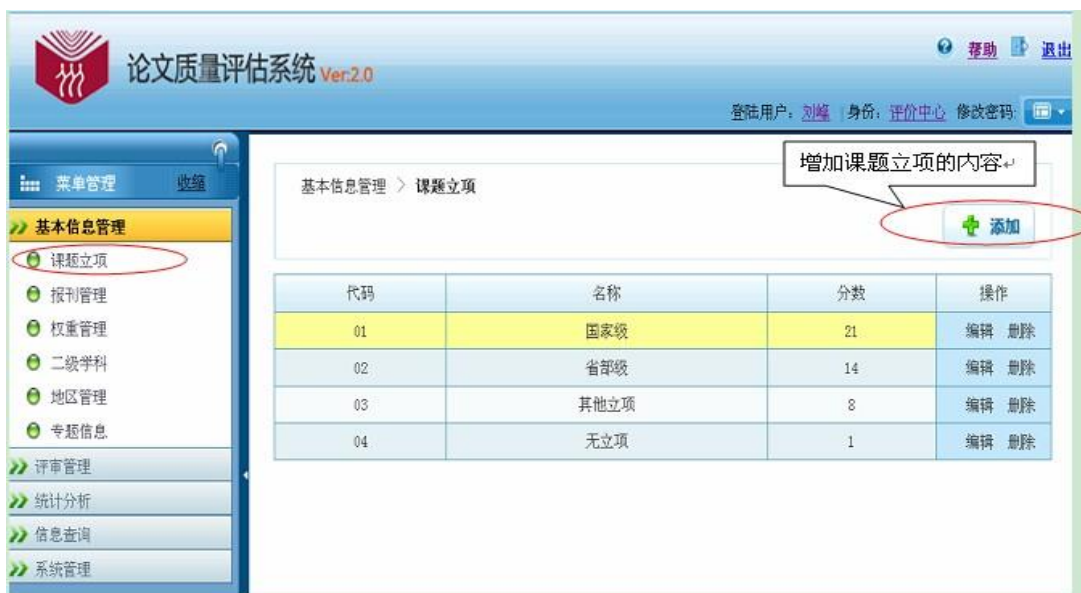 论文质量评估系统 Ver:2.0
帮助 退出
登陆用户：刘峰 身份：评价中心 修改密码:
菜单管理 收缩
基本信息管理
课题立项
报刊管理
权重管理
二级学科
地区管理
专题信息
评审管理
统计分析
信息查询
系统管理
基本信息管理 > 课题立项
增加课题立项的内容
添加
代码 名称 分数 操作
01 国家级 21 编辑 删除
02 省部级 14 编辑 删除
03 其他立项 8 编辑 删除
04 无立项 1 编辑 删除